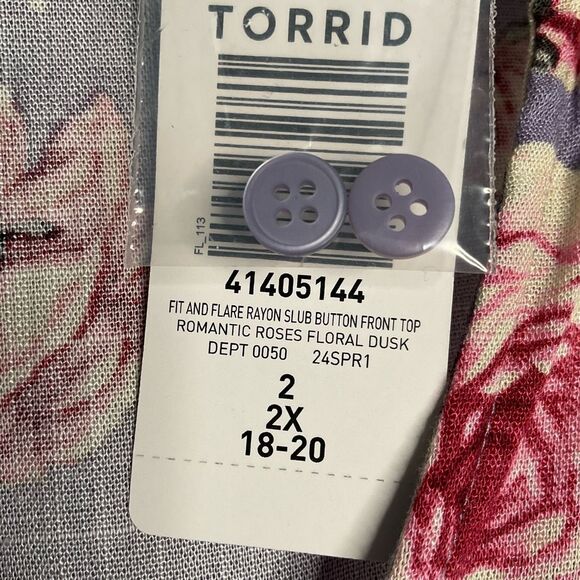 TORRID
FL_113
41405144
FIT AND FLARE RAYON SLUB BUTTON FRONT TOP
ROMANTIC ROSES FLORAL DUSK
DEPT 0050 24SPR1
2
2X
18-20